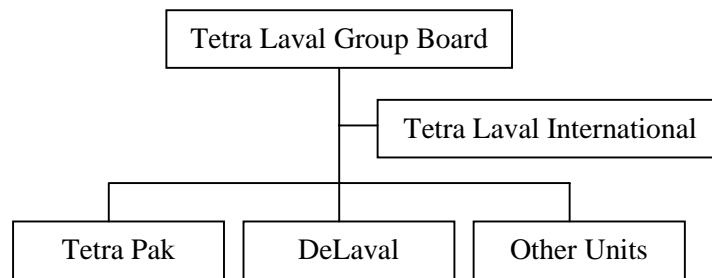 Tetra Laval Group Board
Tetra Laval International
Tetra Pak
DeLaval
Other Units